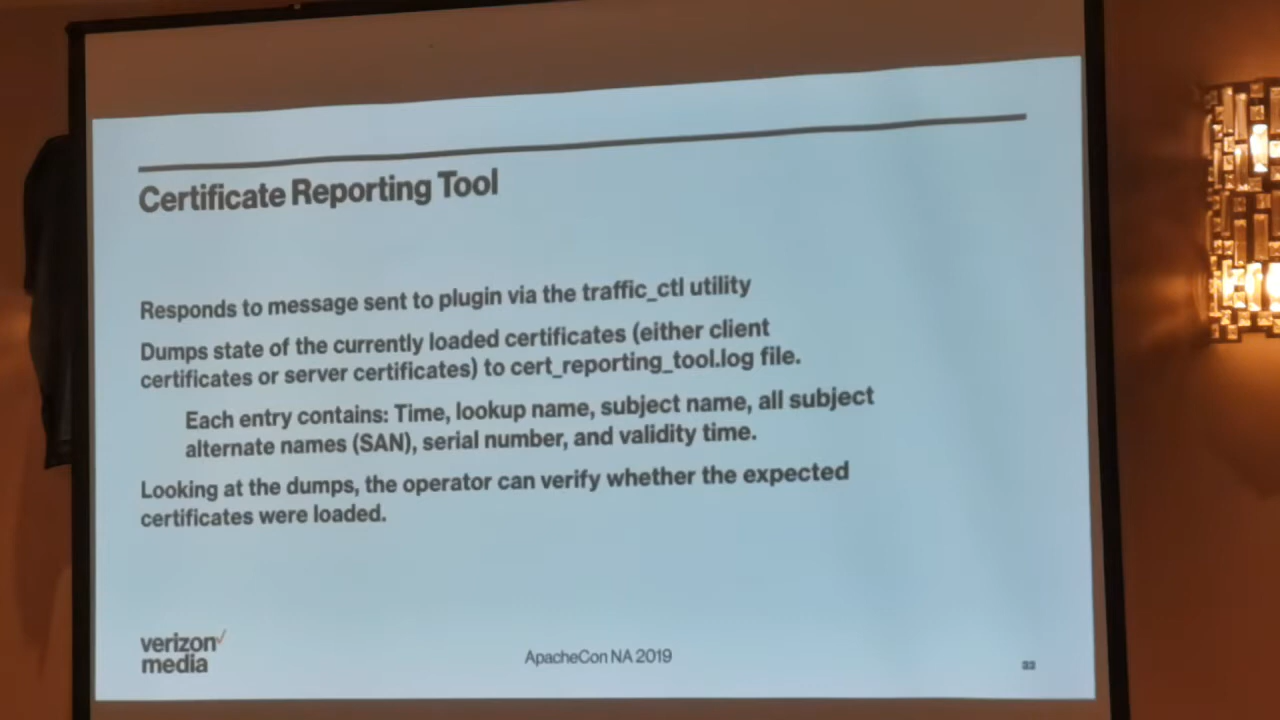 Certificate Reporting Tool
Responds to message sent to plugin via the traffic_ctl utility
Dumps state of the currently loaded certificates (either client
certificates or server certificates) to cert_reporting_tool.log file.
Each entry contains: Time, lookup name, subject name, all subject
alternate names (SAN), serial number, and validity time.
Looking at the dumps, the operator can verify whether the expected
certificates were loaded.
verizon✓
media
ApacheCon NA 2019